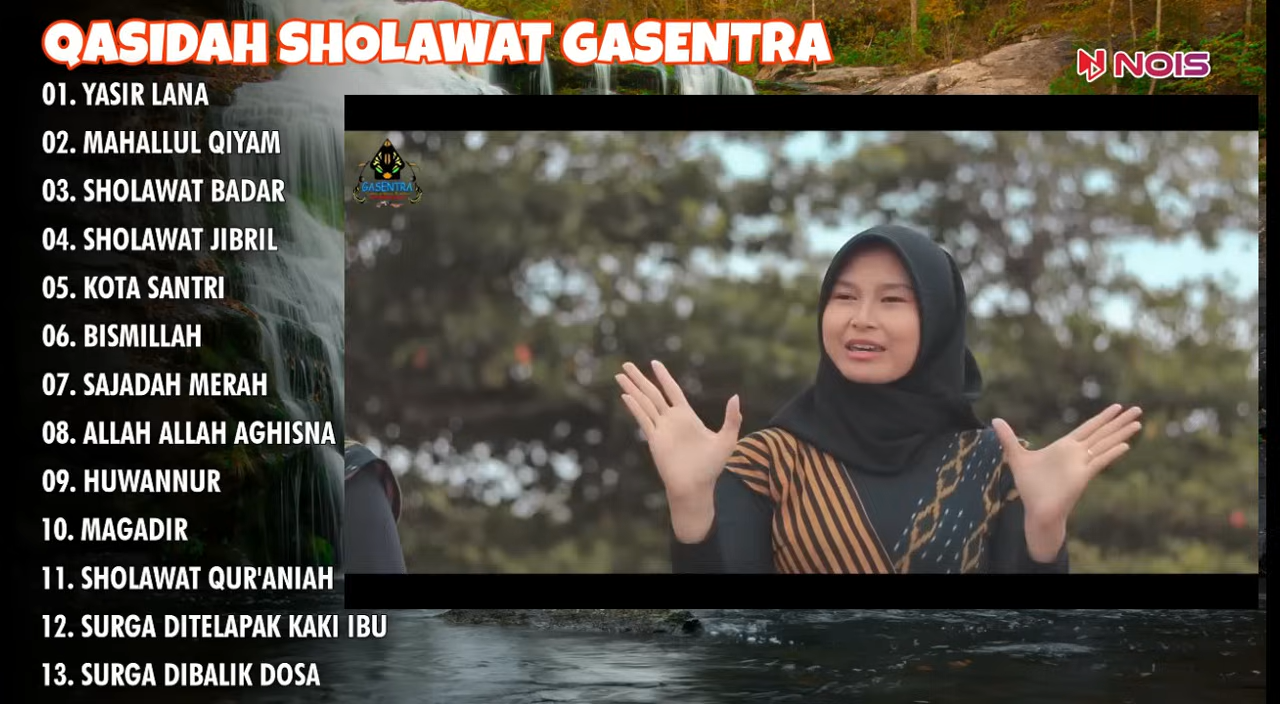 QASIDAH SHOLAWAT GASENTRA
NOIS
01. YASIR LANA
02. MAHALLUL QIYAM
03. SHOLAWAT BADAR
04. SHOLAWAT JIBRIL
05. KOTA SANTRI
06. BISMILLAH
07. SAJADAH MERAH
08. ALLAH ALLAH AGHISNA
09. HUWANNUR
10. MAGADIR
11. SHOLAWAT QUR'ANIAH
12. SURGA DITELAPAK KAKI IBU
13. SURGA DIBALIK DOSA
GASENTRA